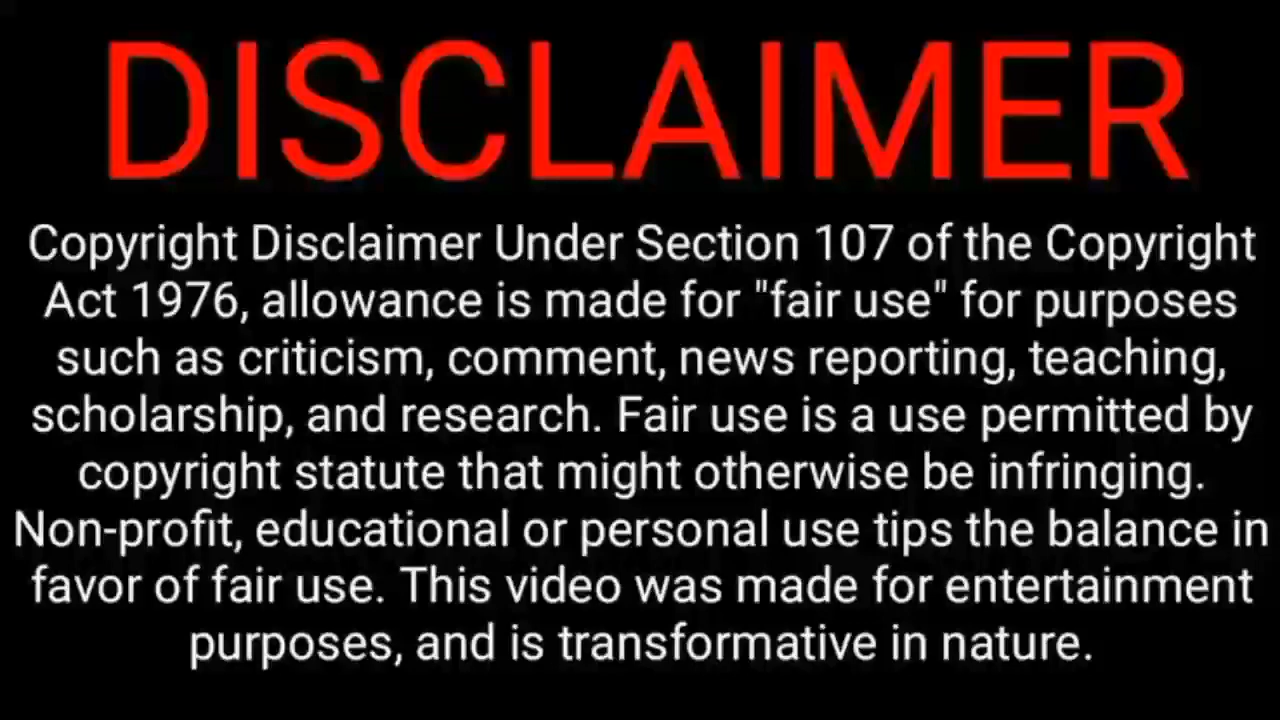 DISCLAIMER
Copyright Disclaimer Under Section 107 of the Copyright
Act 1976, allowance is made for "fair use" for purposes
such as criticism, comment, news reporting, teaching,
scholarship, and research. Fair use is a use permitted by
copyright statute that might otherwise be infringing.
Non-profit, educational or personal use tips the balance in
favor of fair use. This video was made for entertainment
purposes, and is transformative in nature.